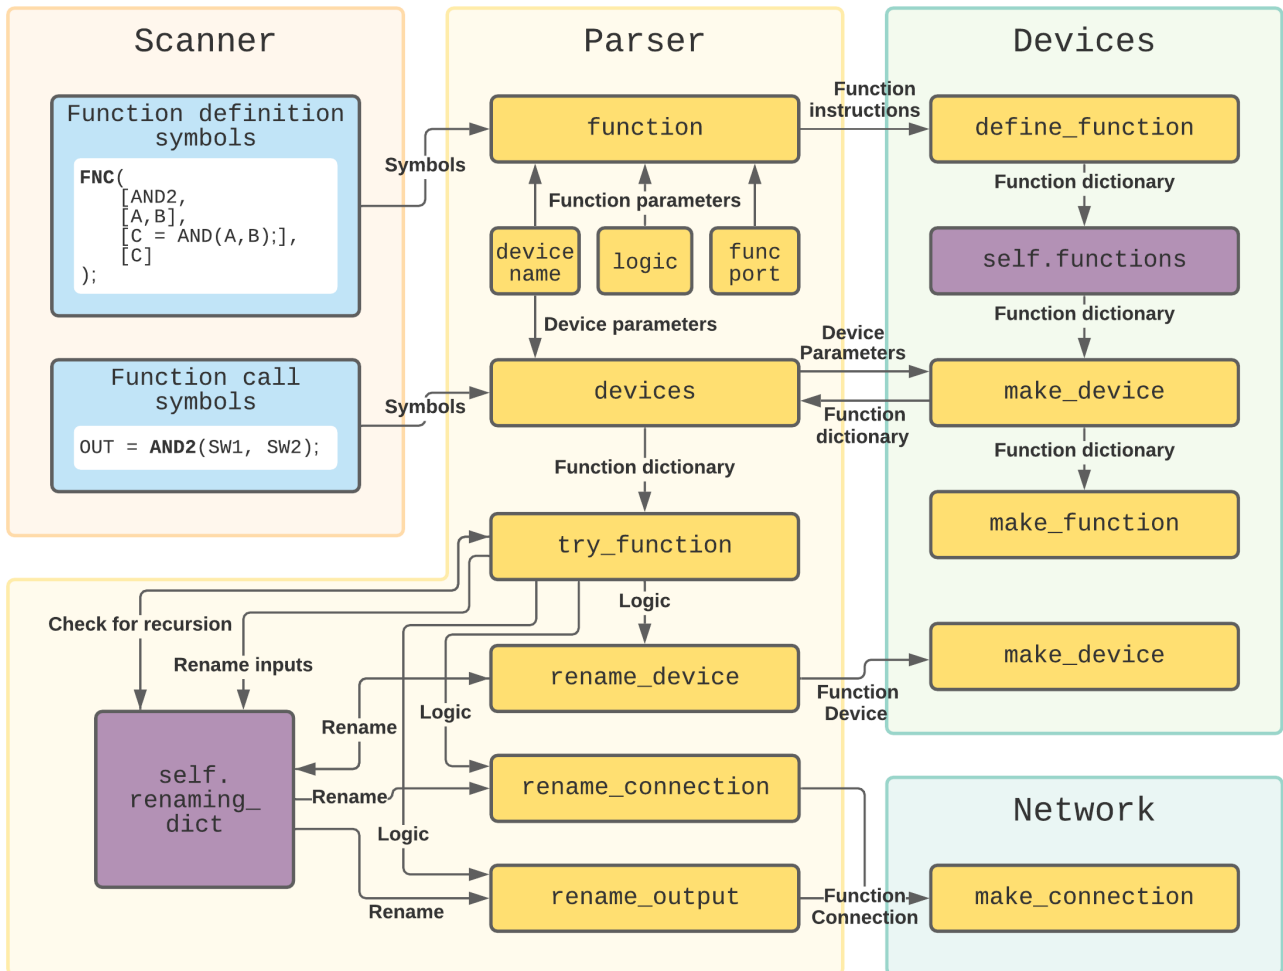 Scanner
Function definition
symbols
FNC(
[AND2,
[A,B],
[C = AND(A,B);],
[C]
);
Function call
symbols
OUT = AND2(SW1, SW2);
Symbols
Symbols
Parser
function
Function parameters
device
name
logic
func
port
Device parameters
devices
Function dictionary
try_function
Logic
Check for recursion
Rename inputs
rename_device
Logic
Rename
self.
renaming_
dict
Rename
rename_connection
Logic
rename_output
Rename
Function
instructions
Device
Parameters
Function
dictionary
Function
Device
Function
Connection
Devices
define_function
Function dictionary
self.functions
Function dictionary
make_device
Function dictionary
make_function
make_device
Network
make_connection